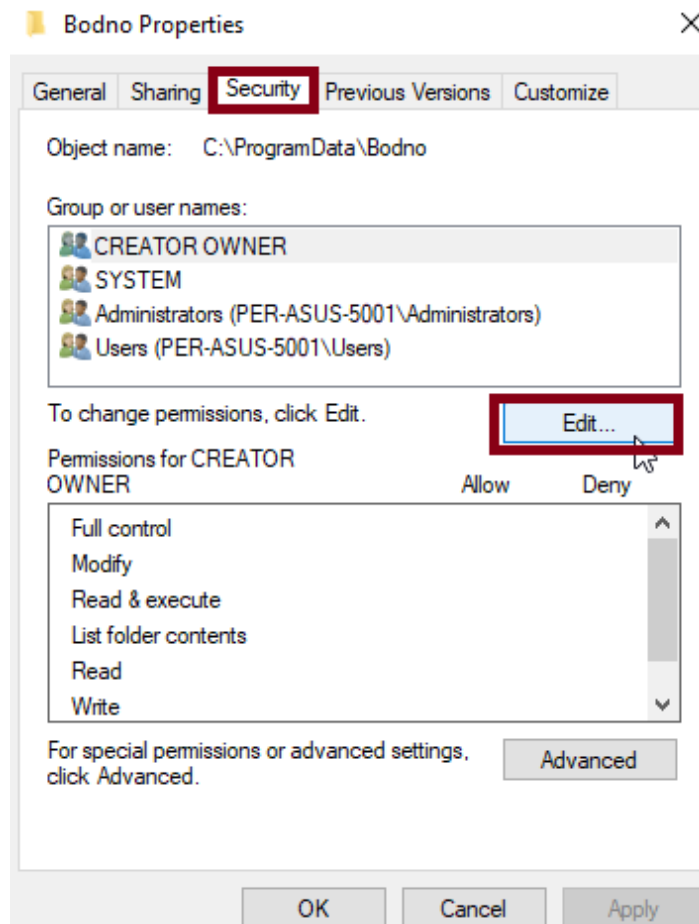 Bodno Properties
General Sharing Security Previous Versions Customize
Object name: C:\ProgramData\Bodno
Group or user names:
CREATOR OWNER
SYSTEM
Administrators (PER-ASUS-5001\Administrators)
Users (PER-ASUS-5001\Users)
To change permissions, click Edit.
Edit...
Permissions for CREATOR
OWNER Allow Deny
Full control
Modify
Read & execute
List folder contents
Read
Write
For special permissions or advanced settings,
click Advanced.
Advanced
OK Cancel Apply